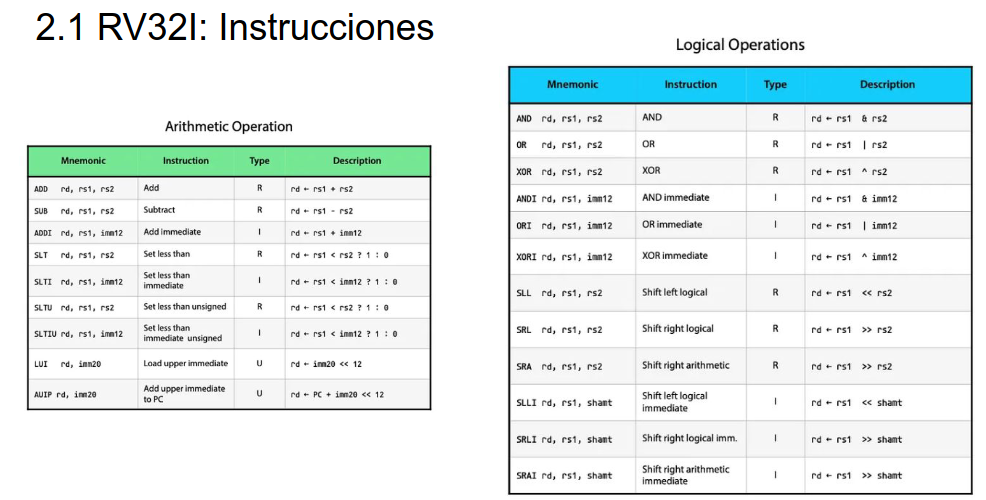 2.1 RV32I: Instrucciones
Arithmetic Operation
Mnemonic Instruction Type Description
ADD rd, rs1, rs2 Add R rd ← rs1 + rs2
SUB rd, rs1, rs2 Subtract R rd ← rs1 - rs2
ADDI rd, rs1, imm12 Add immediate I rd ← rs1 + imm12
SLT rd, rs1, rs2 Set less than R rd ← rs1 < rs2 ? 1 : 0
SLTI rd, rs1, imm12 Set less than
immediate I rd ← rs1 < imm12 ? 1 : 0
SLTU rd, rs1, rs2 Set less than unsigned R rd ← rs1 < rs2 ? 1 : 0
SLTIU rd, rs1, imm12 Set less than
immediate unsigned I rd ← rs1 < imm12 ? 1 : 0
LUI rd, imm20 Load upper immediate U rd ← imm20 << 12
AUIP rd, imm20 Add upper immediate
to PC U rd ← PC + imm20 << 12
Logical Operations
Mnemonic Instruction Type Description
AND rd, rs1, rs2 AND R rd ← rs1 & rs2
OR rd, rs1, rs2 OR R rd ← rs1 | rs2
XOR rd, rs1, rs2 XOR R rd ← rs1 ^ rs2
ANDI rd, rs1, imm12 AND immediate I rd ← rs1 & imm12
ORI rd, rs1, imm12 OR immediate I rd ← rs1 | imm12
XORI rd, rs1, imm12 XOR immediate I rd ← rs1 ^ imm12
SLL rd, rs1, rs2 Shift left logical R rd ← rs1 << rs2
SRL rd, rs1, rs2 Shift right logical R rd ← rs1 >> rs2
SRA rd, rs1, rs2 Shift right arithmetic R rd ← rs1 >> rs2
SLLI rd, rs1, shamt Shift left logical
immediate I rd ← rs1 << shamt
SRLI rd, rs1, shamt Shift right logical imm. I rd ← rs1 >> shamt
SRAI rd, rs1, shamt Shift right arithmetic
immediate I rd ← rs1 >> shamt